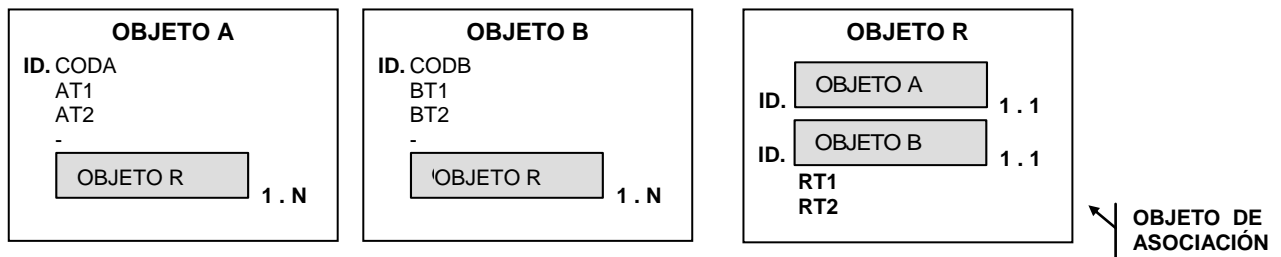 OBJETO A
ID. CODA
AT1
AT2
-
OBJETO R
1 . N
OBJETO B
ID. CODB
BT1
BT2
-
OBJETO R
1 . N
OBJETO R
ID. OBJETO A 1 . 1
ID. OBJETO B 1 . 1
RT1
RT2
OBJETO DE
ASOCIACIÓN